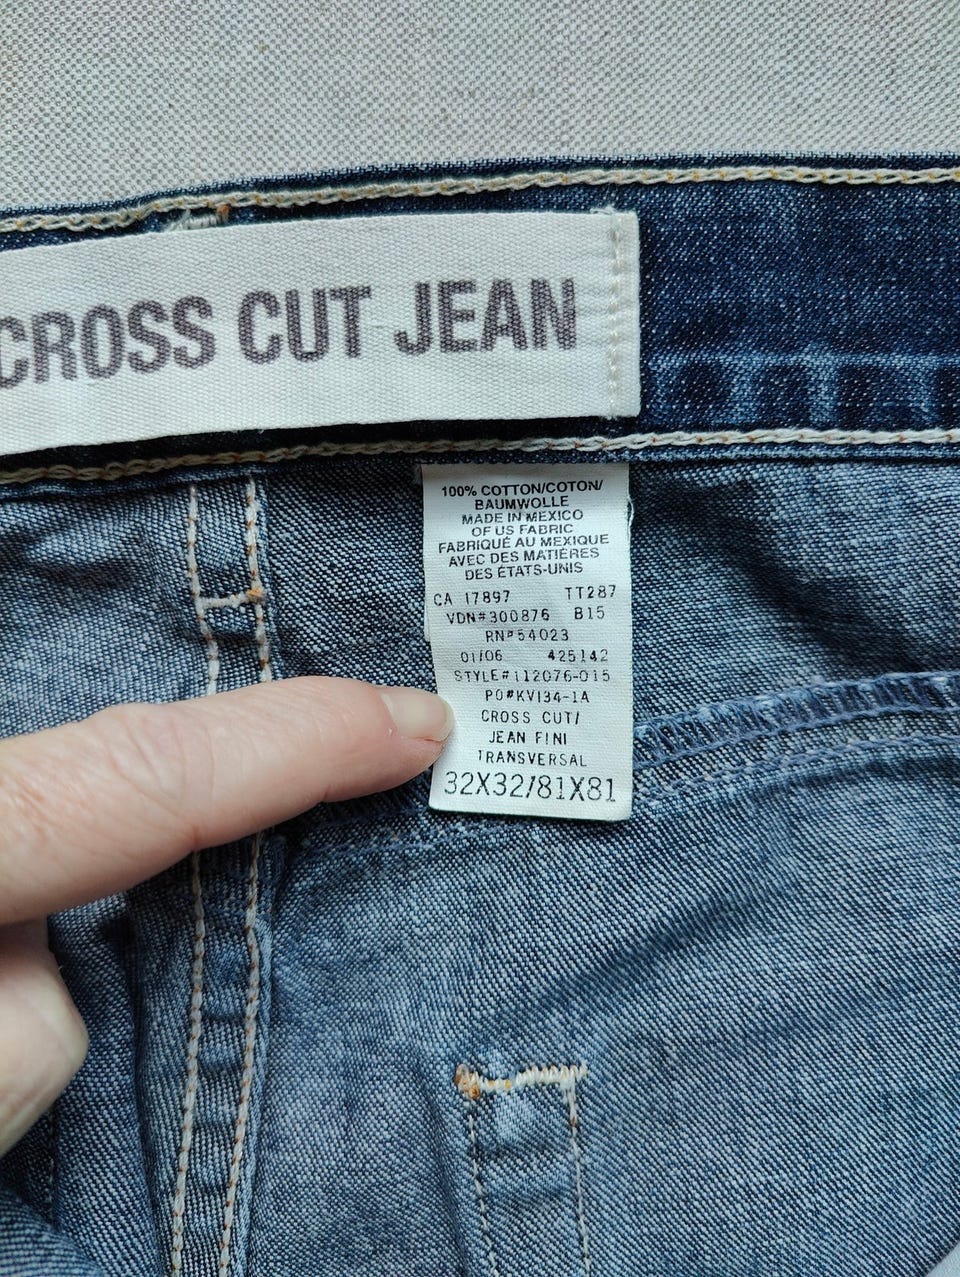 CROSS CUT JEAN
100% COTTON/COTON/
BAUMWOLLE
MADE IN MEXICO
OF US FABRIC
FABRIQUÉ AU MEXIQUE
AVEC DES MATIÈRES
DES ÉTATS-UNIS
CA 17897 TT287
VDN#300876 B15
RN#54023
01/06 425142
STYLE#112076-015
PO#KV134-1A
CROSS CUT/
JEAN FINI
TRANSVERSAL
32X32/81X81